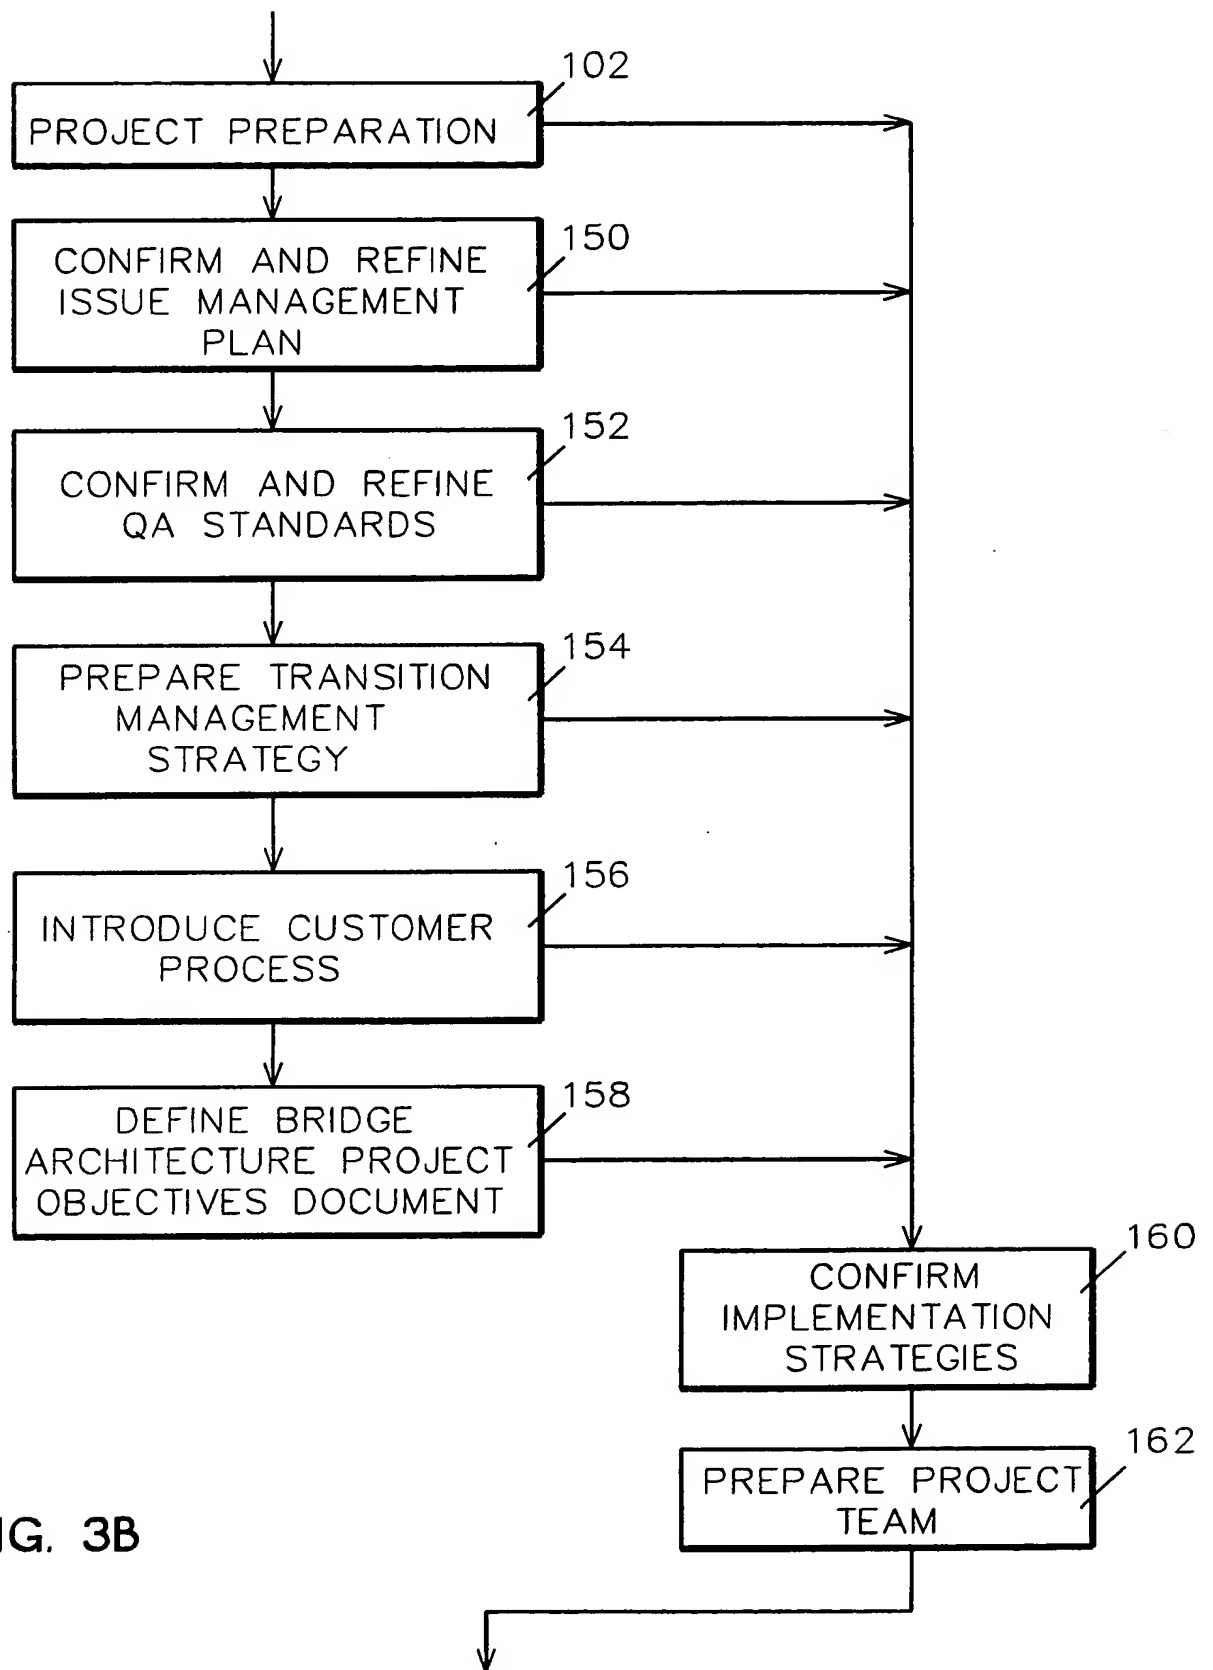 102
PROJECT PREPARATION
150
CONFIRM AND REFINE
ISSUE MANAGEMENT
PLAN
152
CONFIRM AND REFINE
QA STANDARDS
154
PREPARE TRANSITION
MANAGEMENT
STRATEGY
156
INTRODUCE CUSTOMER
PROCESS
158
DEFINE BRIDGE
ARCHITECTURE PROJECT
OBJECTIVES DOCUMENT
160
CONFIRM
IMPLEMENTATION
STRATEGIES
162
PREPARE PROJECT
TEAM
IG. 3B